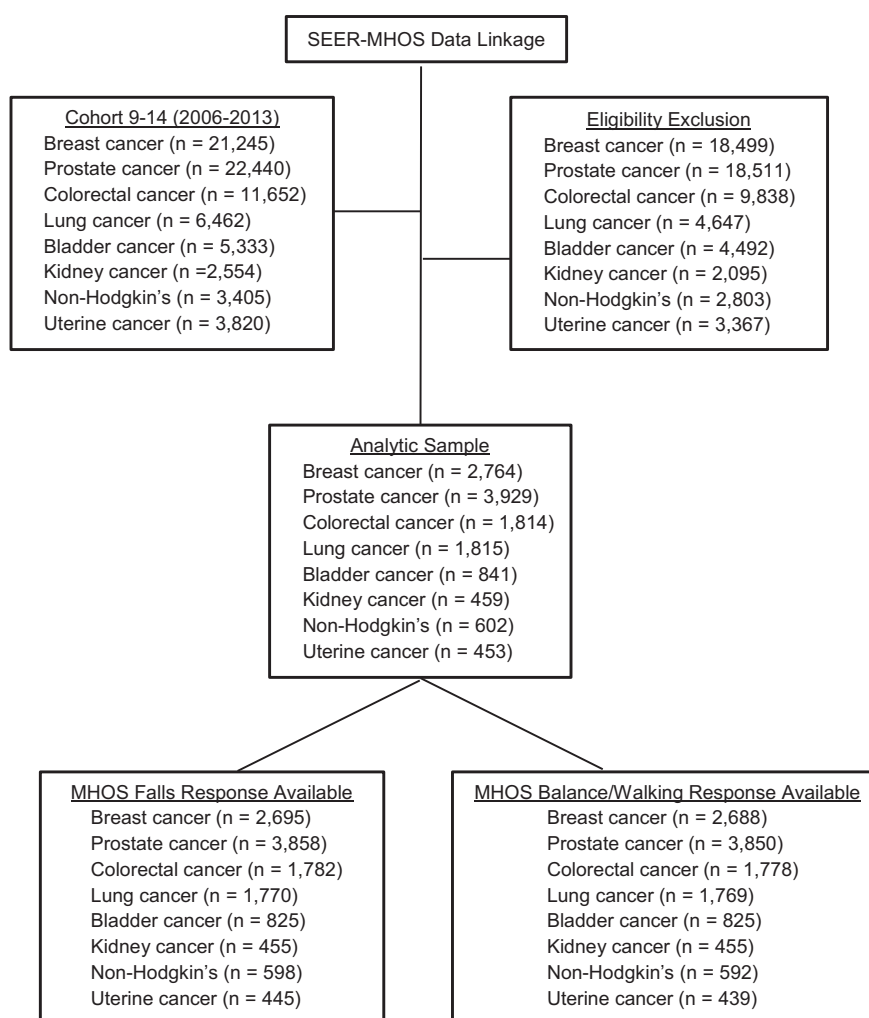 SEER-MHOS Data Linkage
Cohort 9-14 (2006-2013)
Breast cancer (n = 21,245)
Prostate cancer (n = 22,440)
Colorectal cancer (n = 11,652)
Lung cancer (n = 6,462)
Bladder cancer (n = 5,333)
Kidney cancer (n =2,554)
Non-Hodgkin's (n = 3,405)
Uterine cancer (n = 3,820)
Eligibility Exclusion
Breast cancer (n = 18,499)
Prostate cancer (n = 18,511)
Colorectal cancer (n = 9,838)
Lung cancer (n = 4,647)
Bladder cancer (n = 4,492)
Kidney cancer (n = 2,095)
Non-Hodgkin's (n = 2,803)
Uterine cancer (n = 3,367)
Analytic Sample
Breast cancer (n = 2,764)
Prostate cancer (n = 3,929)
Colorectal cancer (n = 1,814)
Lung cancer (n = 1,815)
Bladder cancer (n = 841)
Kidney cancer (n = 459)
Non-Hodgkin's (n = 602)
Uterine cancer (n = 453)
MHOS Falls Response Available
Breast cancer (n = 2,695)
Prostate cancer (n = 3,858)
Colorectal cancer (n = 1,782)
Lung cancer (n = 1,770)
Bladder cancer (n = 825)
Kidney cancer (n = 455)
Non-Hodgkin's (n = 598)
Uterine cancer (n = 445)
MHOS Balance/Walking Response Available
Breast cancer (n = 2,688)
Prostate cancer (n = 3,850)
Colorectal cancer (n = 1,778)
Lung cancer (n = 1,769)
Bladder cancer (n = 825)
Kidney cancer (n = 455)
Non-Hodgkin's (n = 592)
Uterine cancer (n = 439)